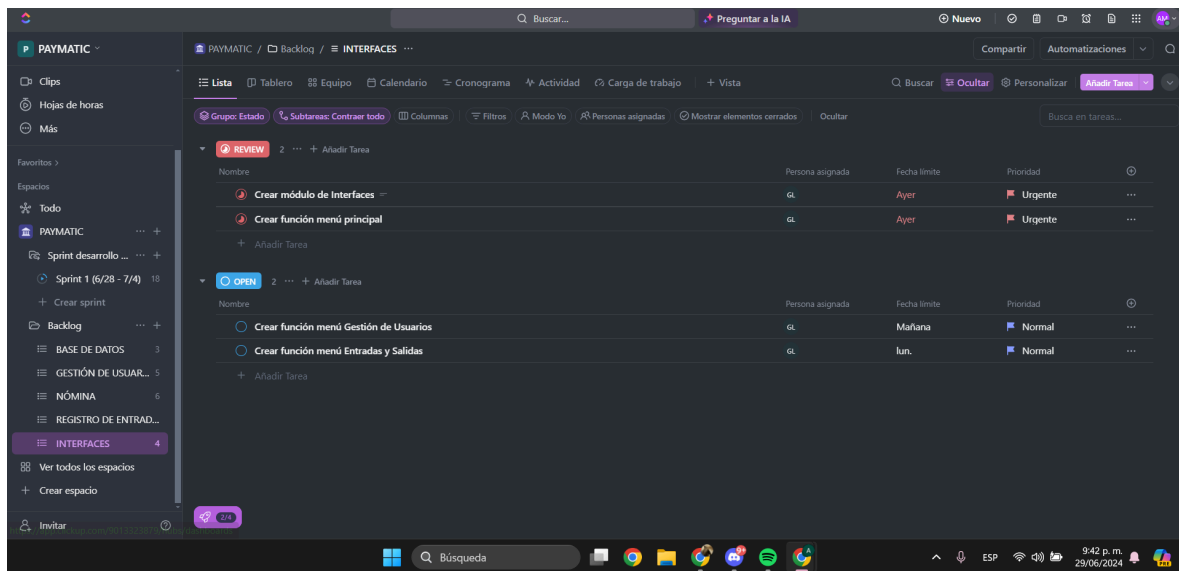 Buscar...
Preguntar a la IA
Nuevo
AM
P PAYMATIC
PAYMATIC / Backlog / INTERFACES ...
Compartir
Automatizaciones
Clips
Hojas de horas
Más
Favoritos >
Espacios
Todo
PAYMATIC ... +
Sprint desarrollo ... ... +
Sprint 1 (6/28 - 7/4) 18
+ Crear sprint
Backlog ... +
BASE DE DATOS 3
GESTIÓN DE USUAR... 5
NÓMINA 6
REGISTRO DE ENTRAD...
INTERFACES 4
Ver todos los espacios
+ Crear espacio
Invitar
Lista Tablero Equipo Calendario Cronograma Actividad Carga de trabajo + Vista
Buscar Ocultar Personalizar Añadir Tarea
Grupo: Estado Subtareas: Contraer todo Columnas Filtros Modo Yo Personas asignadas Mostrar elementos cerrados Ocultar
Busca en tareas...
REVIEW 2 ... + Añadir Tarea
Nombre Persona asignada Fecha límite Prioridad
Crear módulo de Interfaces GL Ayer Urgente ...
Crear función menú principal GL Ayer Urgente ...
+ Añadir Tarea
OPEN 2 ... + Añadir Tarea
Nombre Persona asignada Fecha límite Prioridad
Crear función menú Gestión de Usuarios GL Mañana Normal ...
Crear función menú Entradas y Salidas GL lun. Normal ...
+ Añadir Tarea
2/4
Búsqueda
ESP
9:42 p. m.
29/06/2024